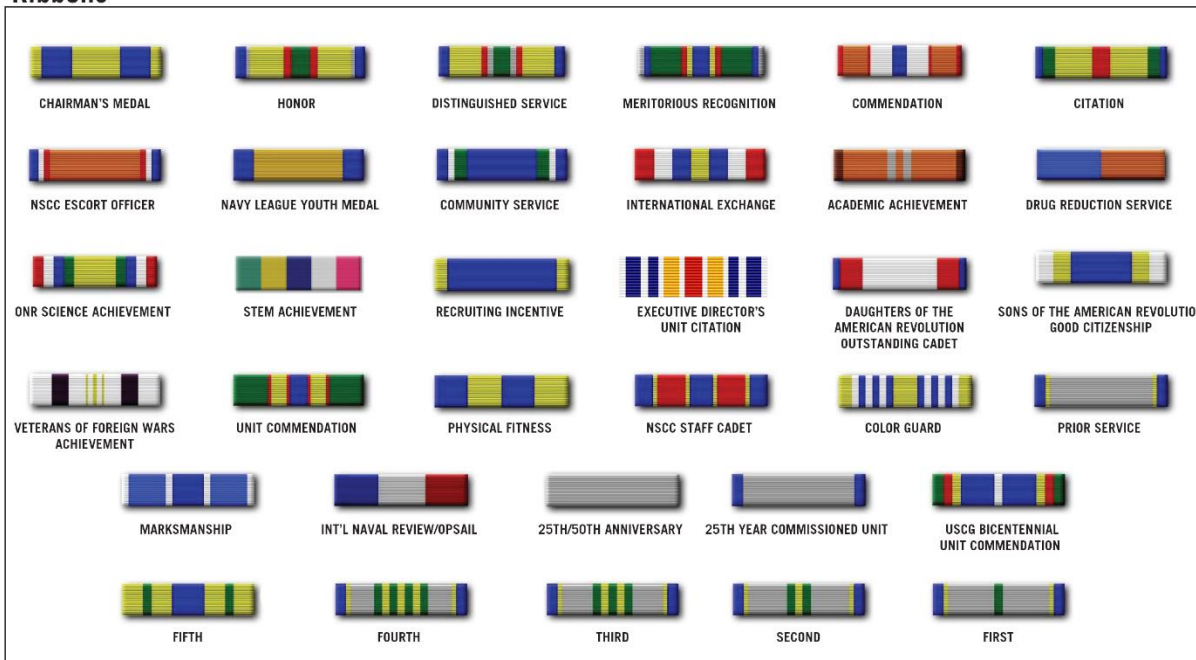 CHAIRMAN'S MEDAL
HONOR
DISTINGUISHED SERVICE
MERITORIOUS RECOGNITION
COMMENDATION
CITATION
NSCC ESCORT OFFICER
NAVY LEAGUE YOUTH MEDAL
COMMUNITY SERVICE
INTERNATIONAL EXCHANGE
ACADEMIC ACHIEVEMENT
DRUG REDUCTION SERVICE
ONR SCIENCE ACHIEVEMENT
STEM ACHIEVEMENT
RECRUITING INCENTIVE
EXECUTIVE DIRECTOR'S
UNIT CITATION
DAUGHTERS OF THE
AMERICAN REVOLUTION
OUTSTANDING CADET
SONS OF THE AMERICAN REVOLUTIO
GOOD CITIZENSHIP
VETERANS OF FOREIGN WARS
ACHIEVEMENT
UNIT COMMENDATION
PHYSICAL FITNESS
NSCC STAFF CADET
COLOR GUARD
PRIOR SERVICE
MARKSMANSHIP
INT'L NAVAL REVIEW/OPSAIL
25TH/50TH ANNIVERSARY
25TH YEAR COMMISSIONED UNIT
USCG BICENTENNIAL
UNIT COMMENDATION
FIFTH
FOURTH
THIRD
SECOND
FIRST